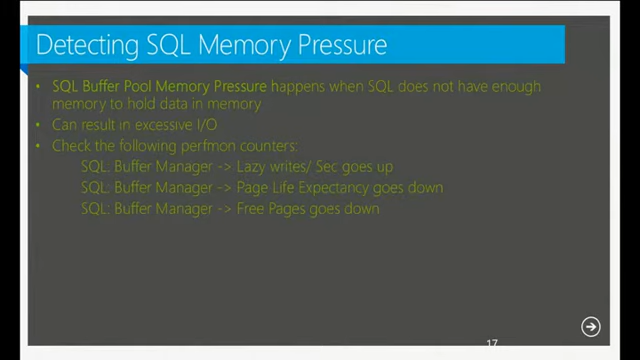 Detecting SQL Memory Pressure
• SQL Buffer Pool Memory Pressure happens when SQL does not have enough
memory to hold data in memory
• Can result in excessive I/O
• Check the following perfmon counters:
SQL: Buffer Manager -> Lazy writes/ Sec goes up
SQL: Buffer Manager -> Page Life Expectancy goes down
SQL: Buffer Manager -> Free Pages goes down
17